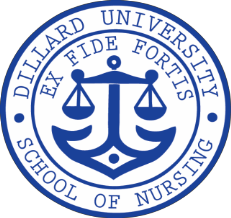 DILLARD UNIVERSITY
EX FIDE FORTIS
SCHOOL OF NURSING